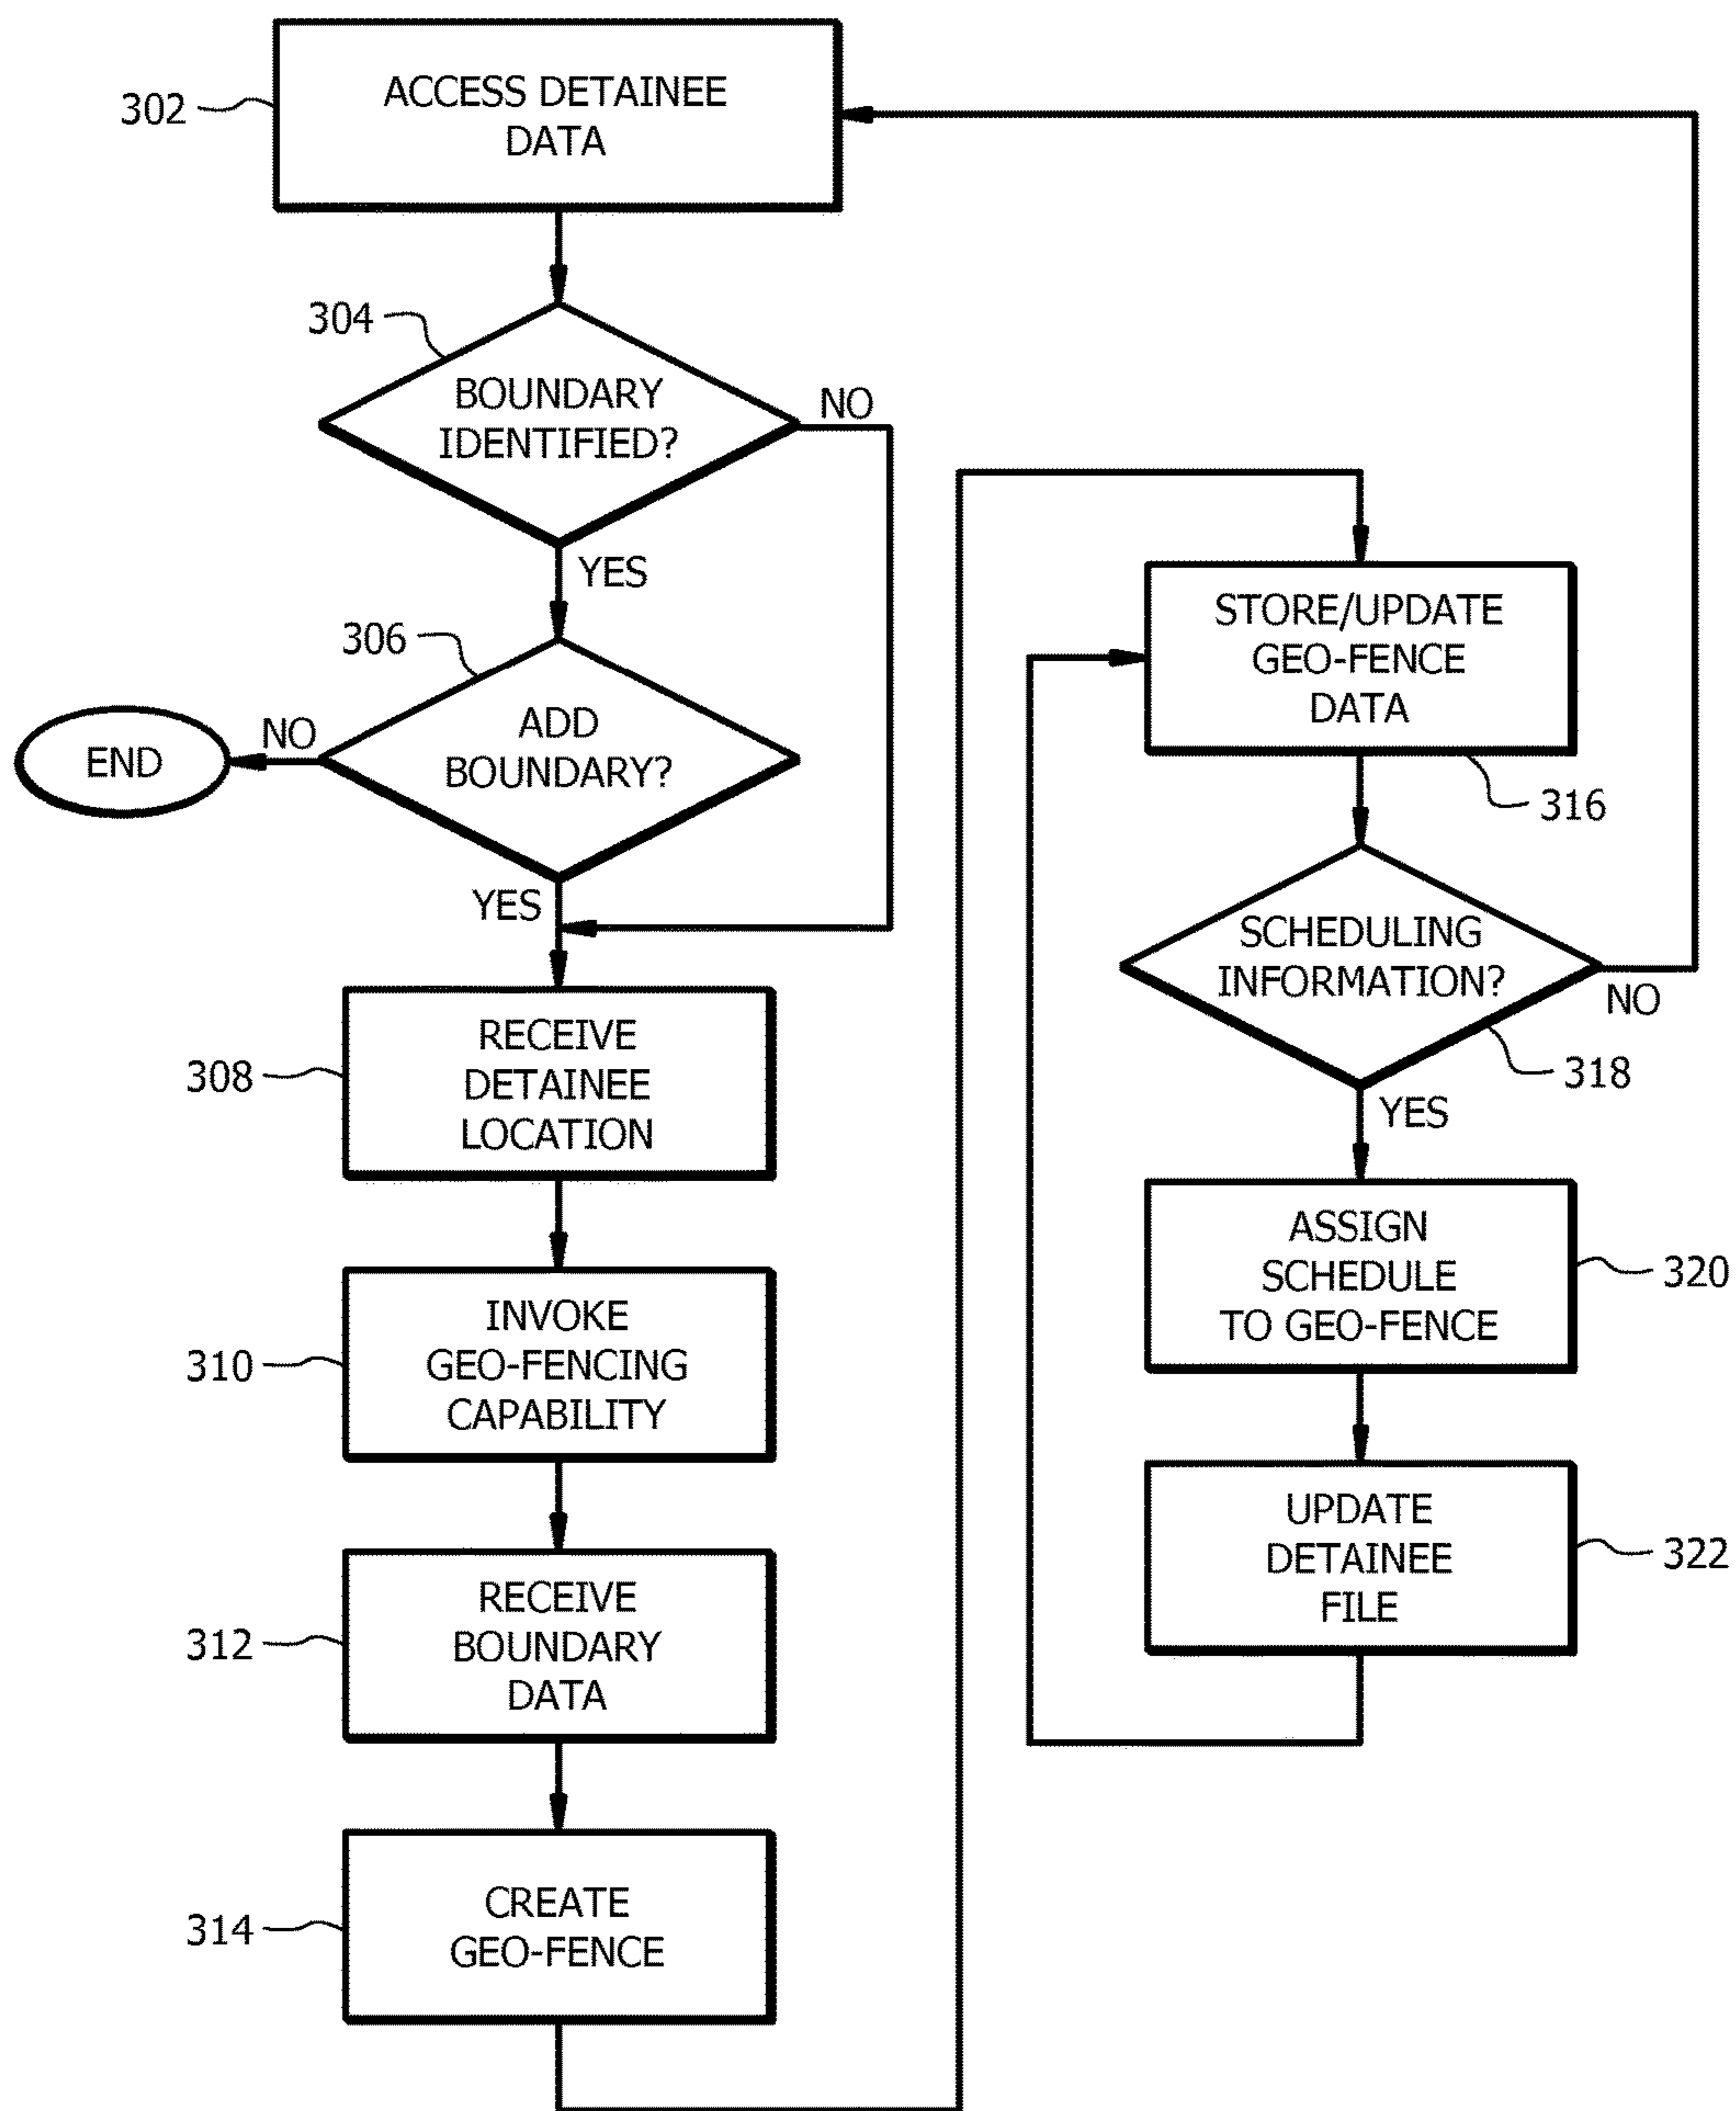 302
ACCESS DETAINEE
DATA
304
BOUNDARY
IDENTIFIED?
NO
YES
306
ADD
BOUNDARY?
NO
END
YES
308
RECEIVE
DETAINEE
LOCATION
310
INVOKE
GEO-FENCING
CAPABILITY
312
RECEIVE
BOUNDARY
DATA
314
CREATE
GEO-FENCE
STORE/UPDATE
GEO-FENCE
DATA
316
SCHEDULING
INFORMATION?
NO
318
YES
ASSIGN
SCHEDULE
TO GEO-FENCE
320
UPDATE
DETAINEE
FILE
322